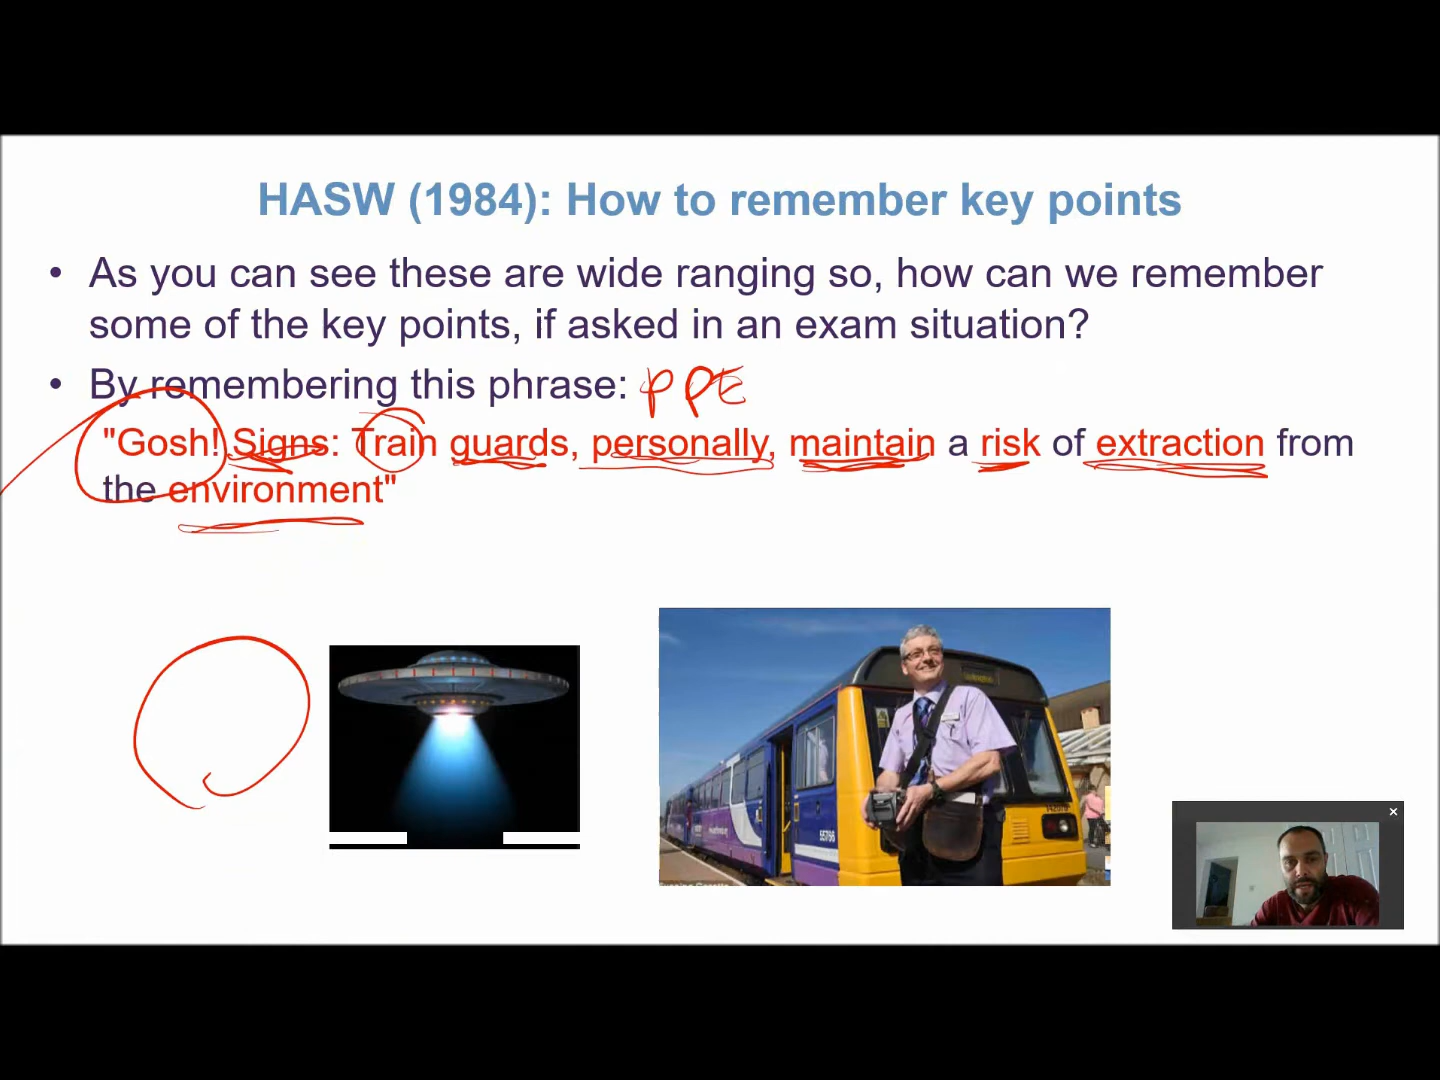 HASW (1984): How to remember key points
• As you can see these are wide ranging so, how can we remember
some of the key points, if asked in an exam situation?
• By remembering this phrase: PPE
"Gosh! Signs: Train guards, personally, maintain a risk of extraction from
the environment"